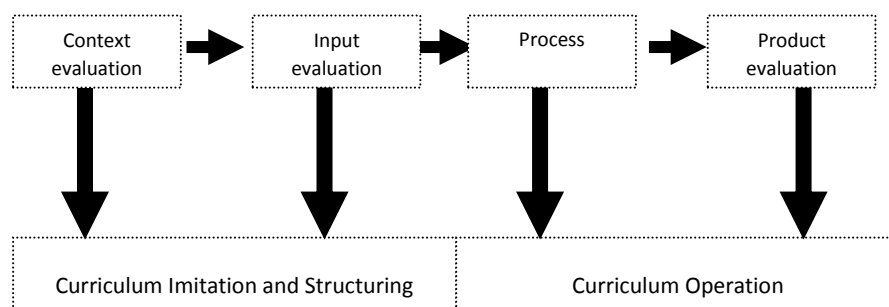 Context
evaluation
Input
evaluation
Process
Product
evaluation
Curriculum Imitation and Structuring
Curriculum Operation